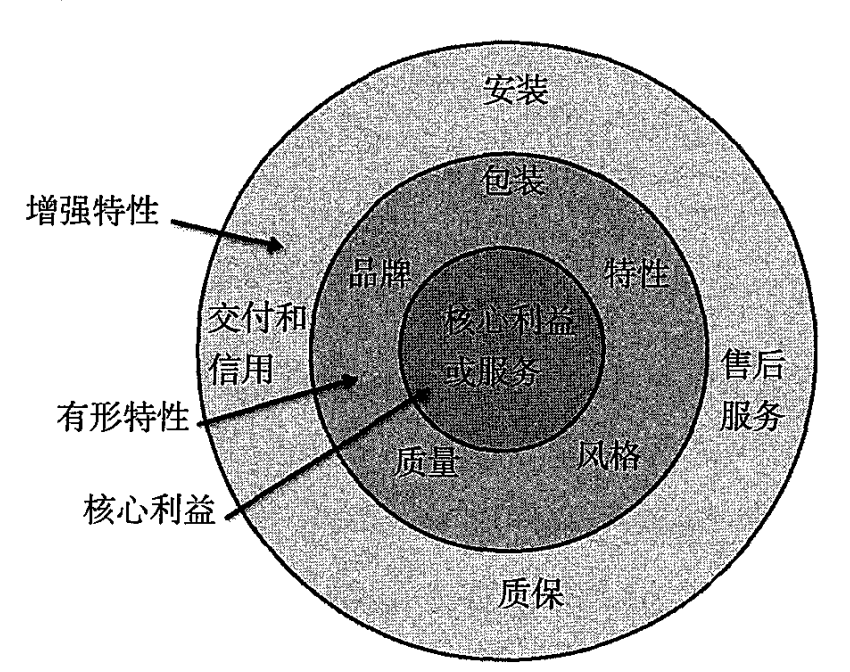 安装
包装
增强特性
品牌
特性
核心利益
或服务
交付和
信用
售后
服务
有形特性
质量
风格
核心利益
质保